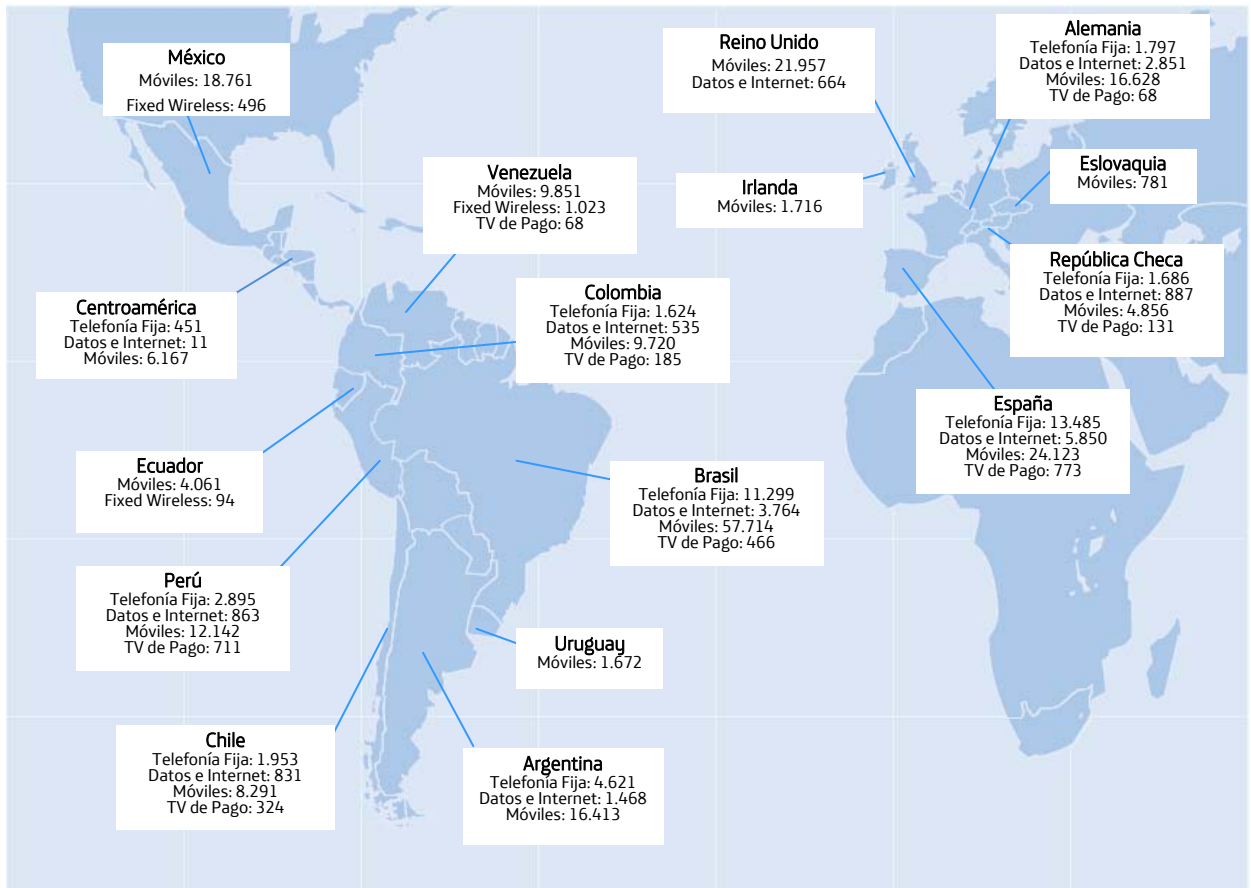 México
Móviles: 18.761
Fixed Wireless: 496
Reino Unido
Móviles: 21.957
Datos e Internet: 664
Alemania
Telefonía Fija: 1.797
Datos e Internet: 2.851
Móviles: 16.628
TV de Pago: 68
Venezuela
Móviles: 9.851
Fixed Wireless: 1.023
TV de Pago: 68
Irlanda
Móviles: 1.716
Eslovaquia
Móviles: 781
República Checa
Telefonía Fija: 1.686
Datos e Internet: 887
Móviles: 4.856
TV de Pago: 131
Centroamérica
Telefonía Fija: 451
Datos e Internet: 11
Móviles: 6.167
Colombia
Telefonía Fija: 1.624
Datos e Internet: 535
Móviles: 9.720
TV de Pago: 185
España
Telefonía Fija: 13.485
Datos e Internet: 5.850
Móviles: 24.123
TV de Pago: 773
Ecuador
Móviles: 4.061
Fixed Wireless: 94
Brasil
Telefonía Fija: 11.299
Datos e Internet: 3.764
Móviles: 57.714
TV de Pago: 466
Perú
Telefonía Fija: 2.895
Datos e Internet: 863
Móviles: 12.142
TV de Pago: 711
Uruguay
Móviles: 1.672
Chile
Telefonía Fija: 1.953
Datos e Internet: 831
Móviles: 8.291
TV de Pago: 324
Argentina
Telefonía Fija: 4.621
Datos e Internet: 1.468
Móviles: 16.413